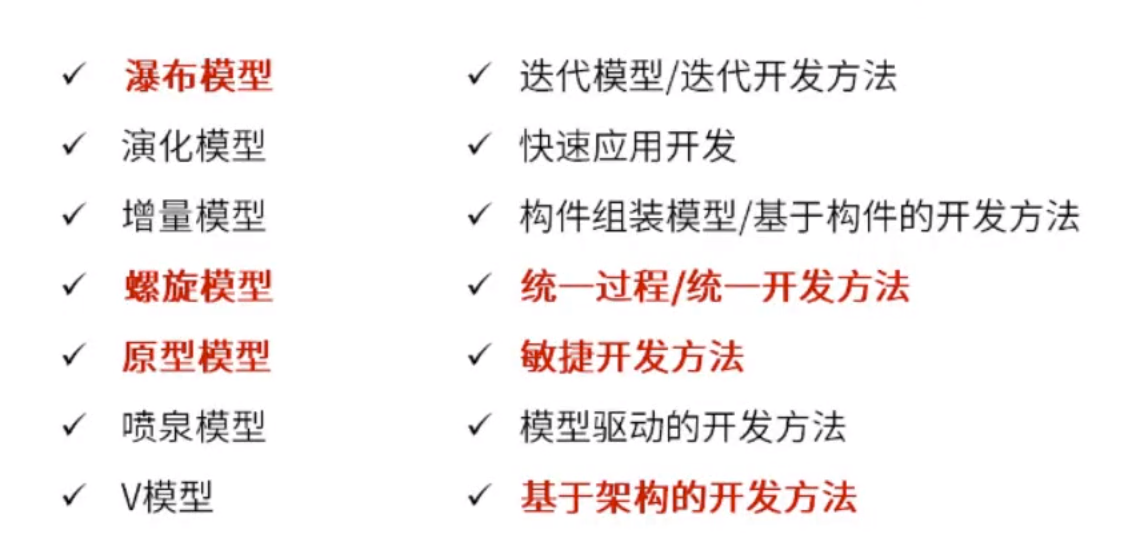 ✓ 瀑布模型
✓ 演化模型
✓ 增量模型
✓ 螺旋模型
✓ 原型模型
✓ 喷泉模型
✓ V模型
✓ 迭代模型/迭代开发方法
✓ 快速应用开发
✓ 构件组装模型/基于构件的开发方法
✓ 统一过程/统一开发方法
✓ 敏捷开发方法
✓ 模型驱动的开发方法
✓ 基于架构的开发方法